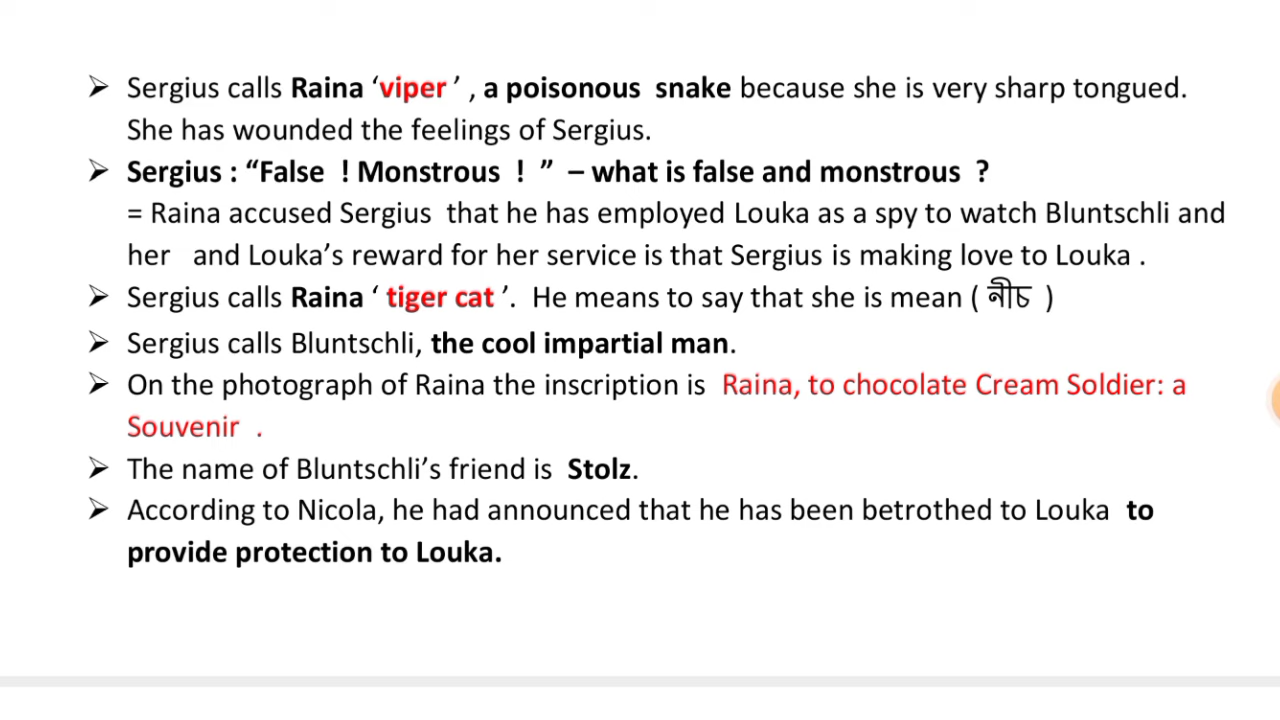 ➢ Sergius calls Raina ‘viper ’ , a poisonous snake because she is very sharp tongued.
She has wounded the feelings of Sergius.
➢ Sergius : “False ! Monstrous ! ” – what is false and monstrous ?
= Raina accused Sergius that he has employed Louka as a spy to watch Bluntschli and
her and Louka’s reward for her service is that Sergius is making love to Louka .
➢ Sergius calls Raina ‘ tiger cat ’. He means to say that she is mean ( নীচ )
➢ Sergius calls Bluntschli, the cool impartial man.
➢ On the photograph of Raina the inscription is Raina, to chocolate Cream Soldier: a
Souvenir .
➢ The name of Bluntschli’s friend is Stolz.
➢ According to Nicola, he had announced that he has been betrothed to Louka to
provide protection to Louka.